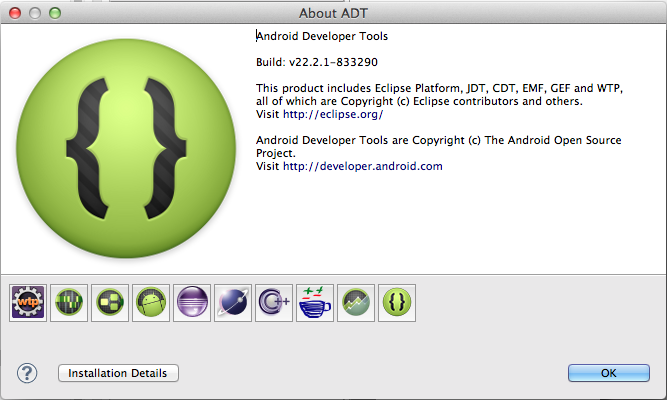 About ADT
Android Developer Tools
Build: v22.2.1-833290
This product includes Eclipse Platform, JDT, CDT, EMF, GEF and WTP,
all of which are Copyright (c) Eclipse contributors and others.
Visit http://eclipse.org/
Android Developer Tools are Copyright (c) The Android Open Source
Project.
Visit http://developer.android.com
wtp
C++
?
Installation Details
OK